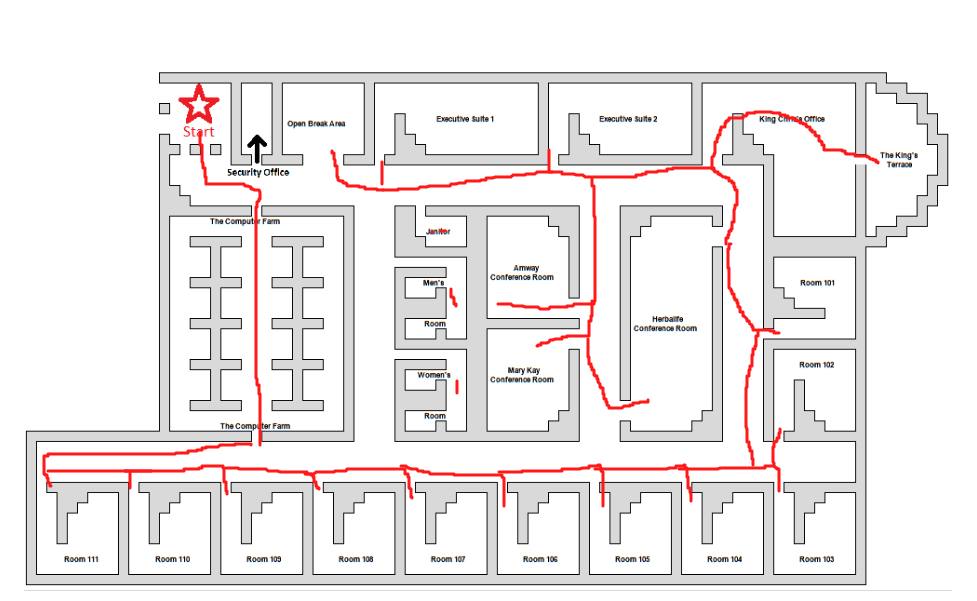 Start
Open Break Area
Executive Suite 1
Executive Suite 2
King Chris's Office
The King's
Terrace
Security Office
The Computer Farm
Janitor
Amway
Conference Room
Men's
Room
Room 101
Herbalife
Conference Room
Room 102
Women's
Room
Mary Kay
Conference Room
The Computer Farm
Room 111
Room 110
Room 109
Room 108
Room 107
Room 106
Room 105
Room 104
Room 103